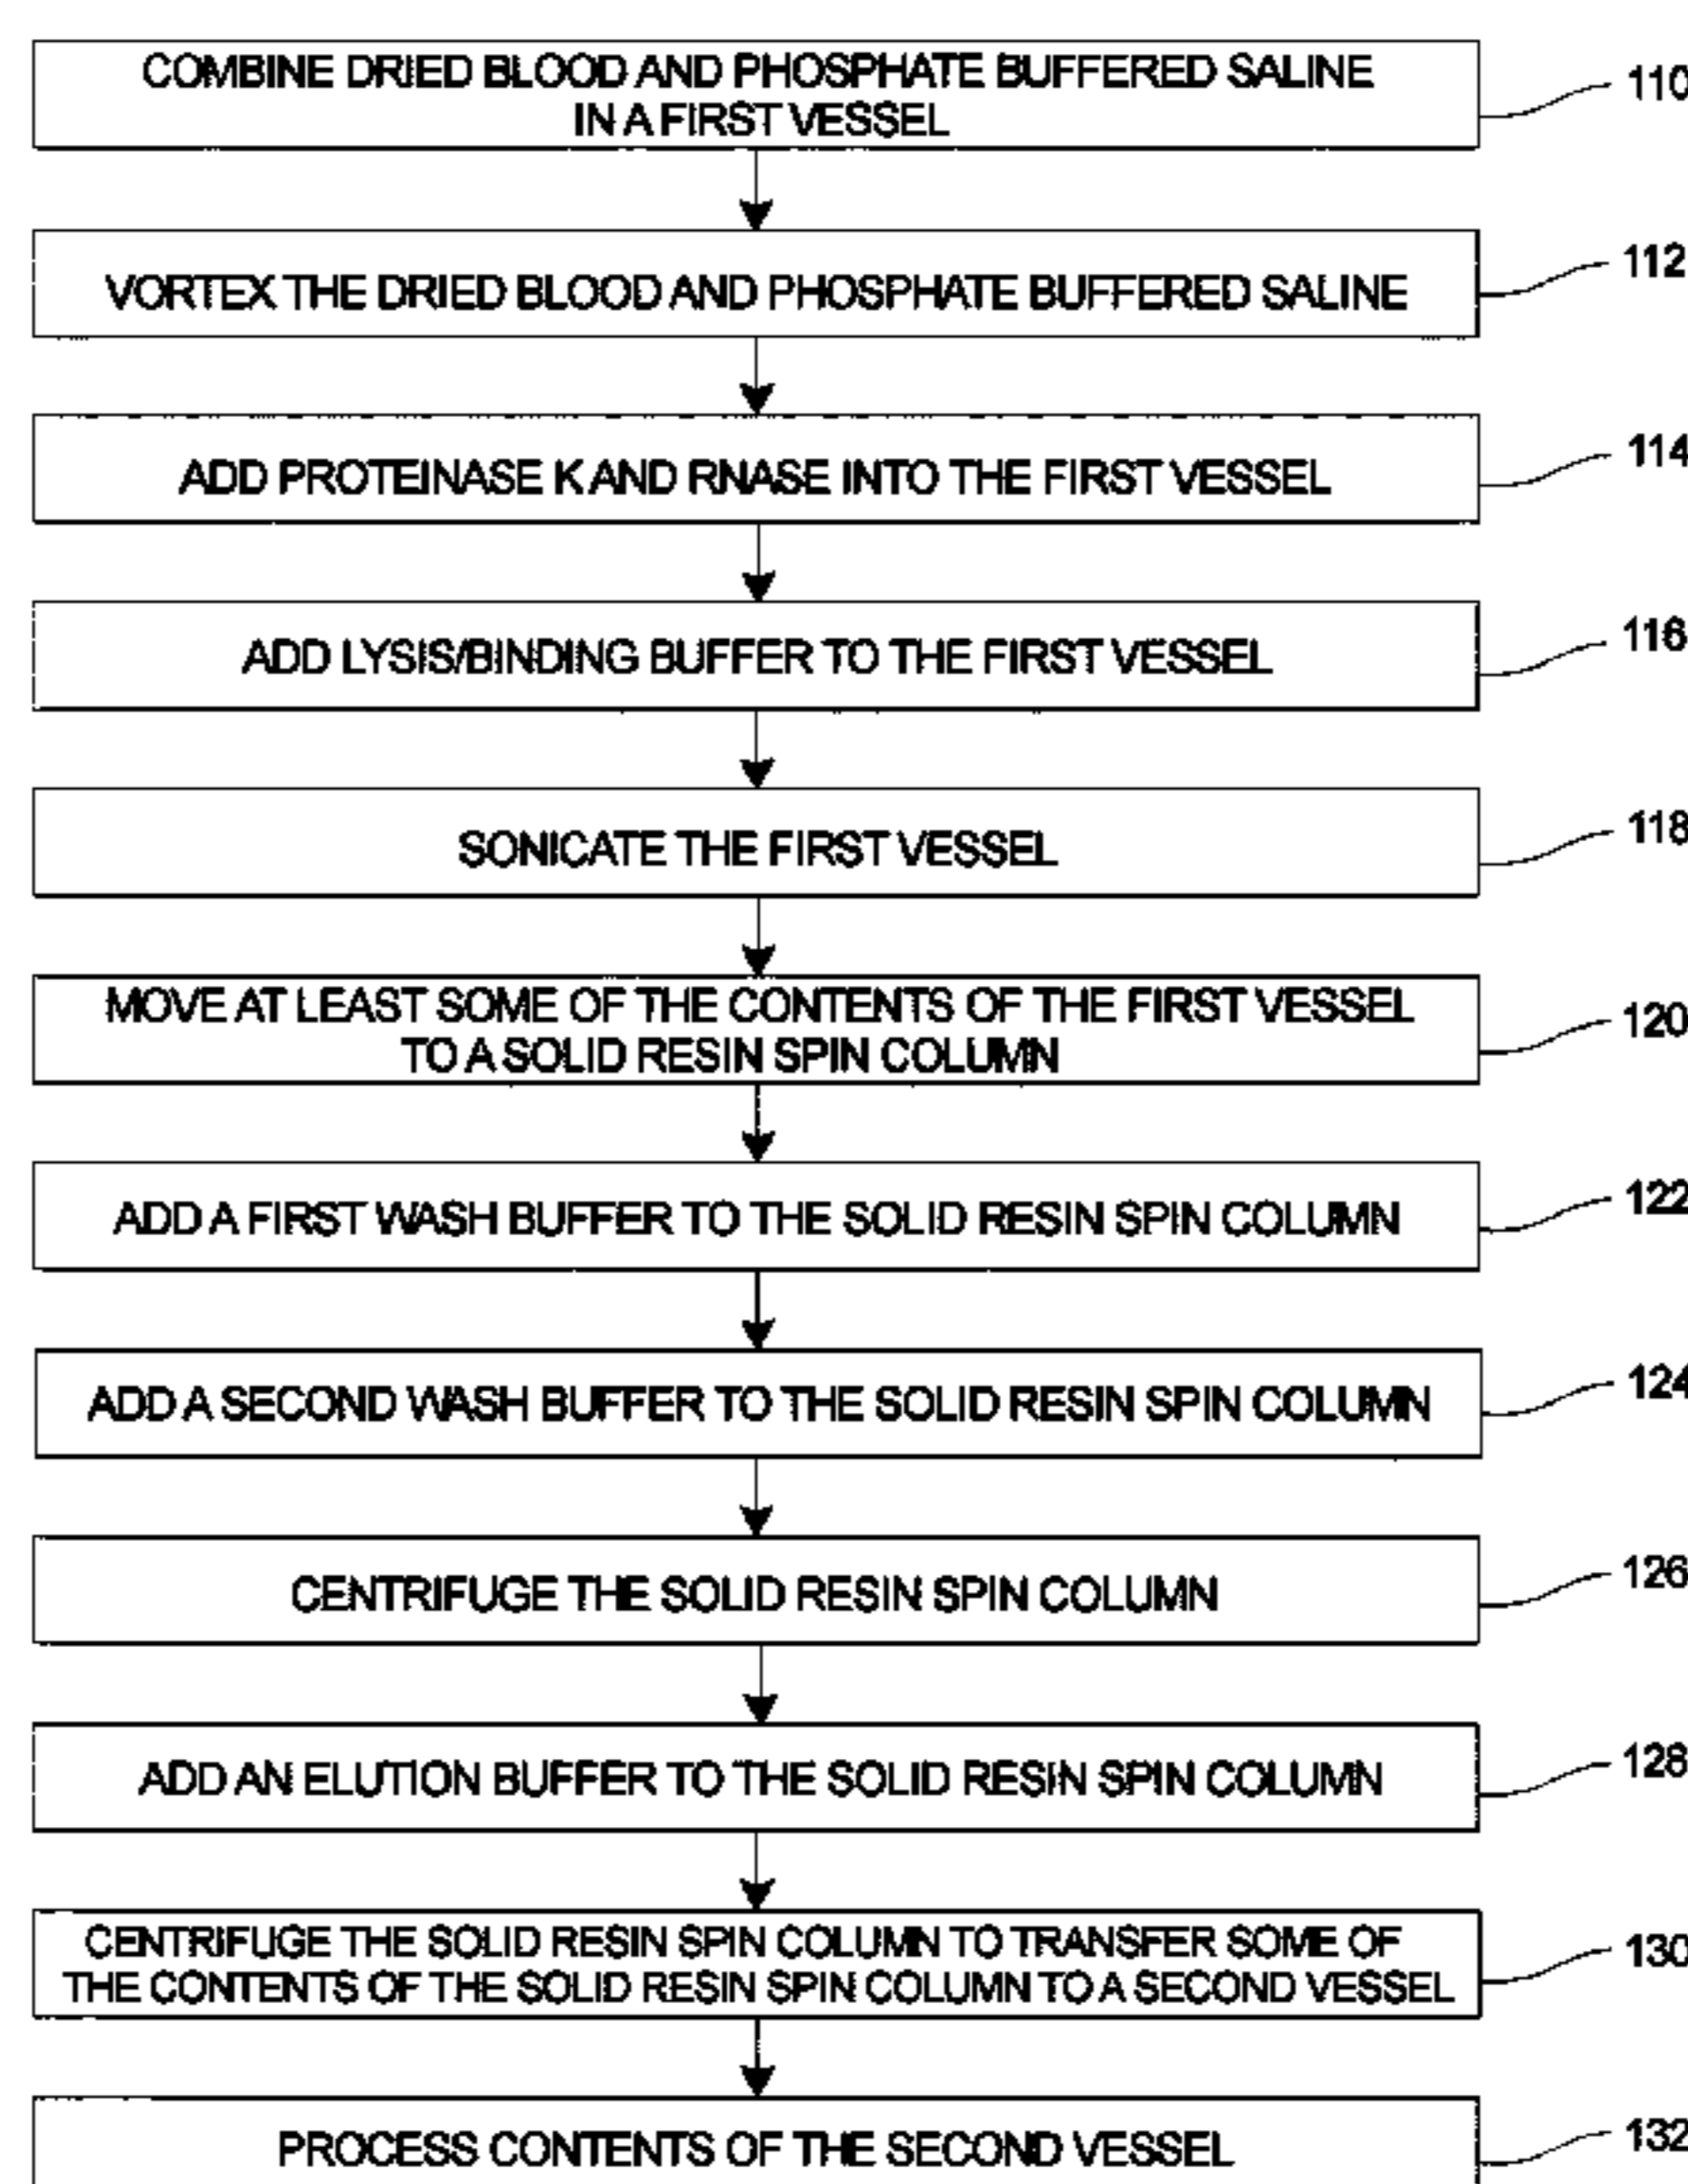 COMBINE DRIED BLOOD AND PHOSPHATE BUFFERED SALINE
IN A FIRST VESSEL
110
VORTEX THE DRIED BLOOD AND PHOSPHATE BUFFERED SALINE
112
ADD PROTEINASE K AND RNASE INTO THE FIRST VESSEL
114
ADD LYSIS/BINDING BUFFER TO THE FIRST VESSEL
116
SONICATE THE FIRST VESSEL
118
MOVE AT LEAST SOME OF THE CONTENTS OF THE FIRST VESSEL
TO A SOLID RESIN SPIN COLUMN
120
ADD A FIRST WASH BUFFER TO THE SOLID RESIN SPIN COLUMN
122
ADD A SECOND WASH BUFFER TO THE SOLID RESIN SPIN COLUMN
124
CENTRIFUGE THE SOLID RESIN SPIN COLUMN
126
ADD AN ELUTION BUFFER TO THE SOLID RESIN SPIN COLUMN
128
CENTRIFUGE THE SOLID RESIN SPIN COLUMN TO TRANSFER SOME OF
THE CONTENTS OF THE SOLID RESIN SPIN COLUMN TO A SECOND VESSEL
130
PROCESS CONTENTS OF THE SECOND VESSEL
132